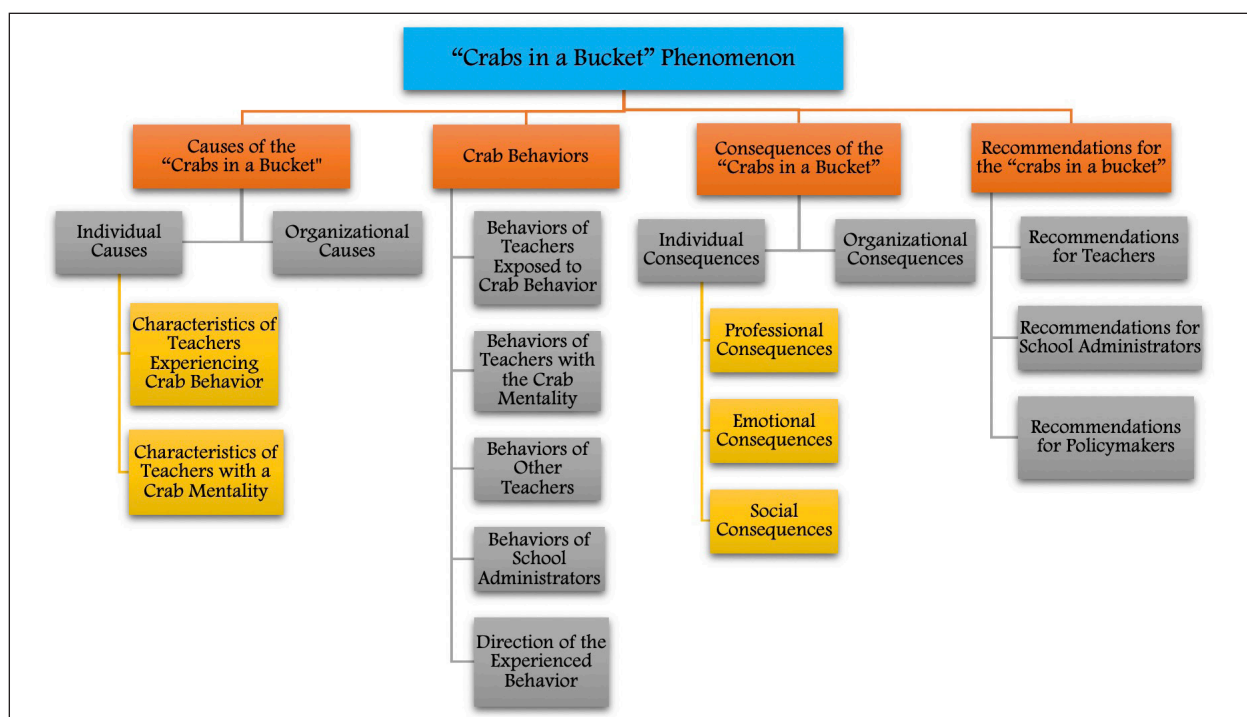 “Crabs in a Bucket” Phenomenon
Causes of the
“Crabs in a Bucket"
Individual
Causes
Organizational
Causes
Characteristics of
Teachers
Experiencing
Crab Behavior
Characteristics of
Teachers with a
Crab Mentality
Crab Behaviors
Behaviors of
Teachers
Exposed to
Crab Behavior
Behaviors of
Teachers with
the Crab
Mentality
Behaviors of
Other
Teachers
Behaviors of
School
Administrators
Direction of the
Experienced
Behavior
Consequences of the
“Crabs in a Bucket”
Individual
Consequences
Organizational
Consequences
Professional
Consequences
Emotional
Consequences
Social
Consequences
Recommendations for
the “crabs in a bucket”
Recommendations
for Teachers
Recommendations for
School Administrators
Recommendations
for Policymakers